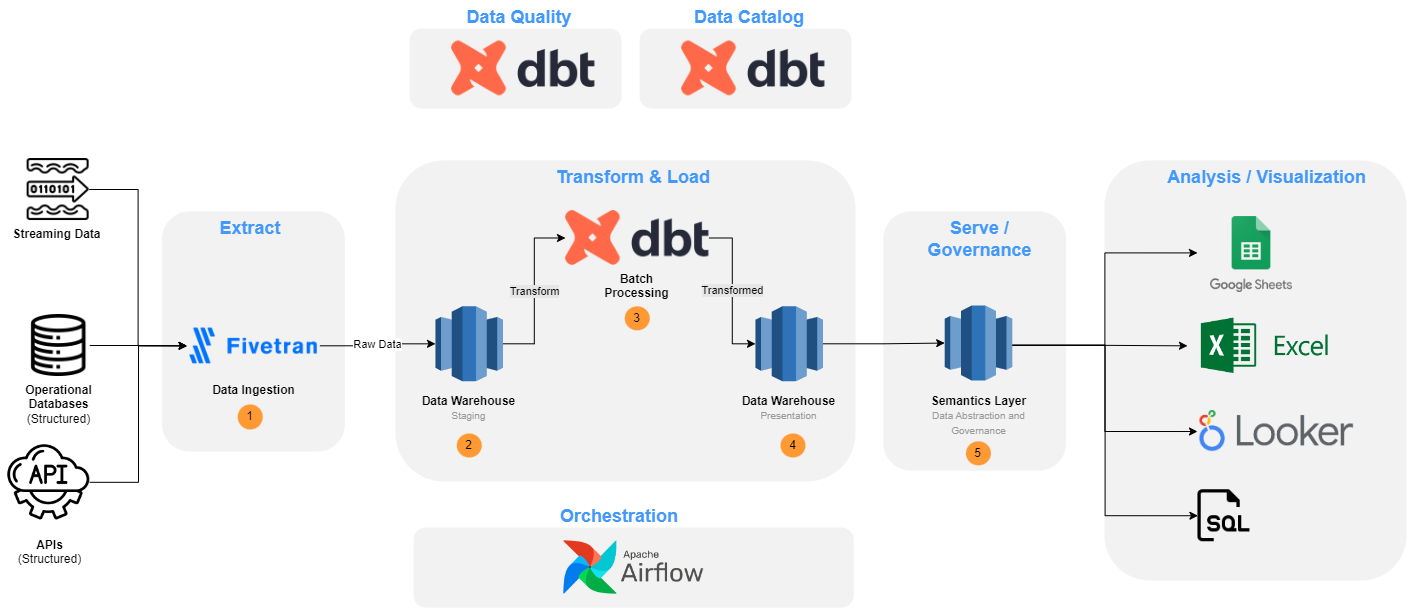 Data Quality
dbt
Data Catalog
dbt
0110101
Streaming Data
Operational
Databases
(Structured)
API
APIs
(Structured)
Extract
Fivetran
Data Ingestion
1
Raw Data
Transform & Load
Data Warehouse
Staging
2
Transform
dbt
Batch
Processing
3
Transformed
Data Warehouse
Presentation
4
Serve /
Governance
Semantics Layer
Data Abstraction and
Governance
5
Analysis / Visualization
Google Sheets
X
Excel
Looker
SQL
Orchestration
Apache
Airflow